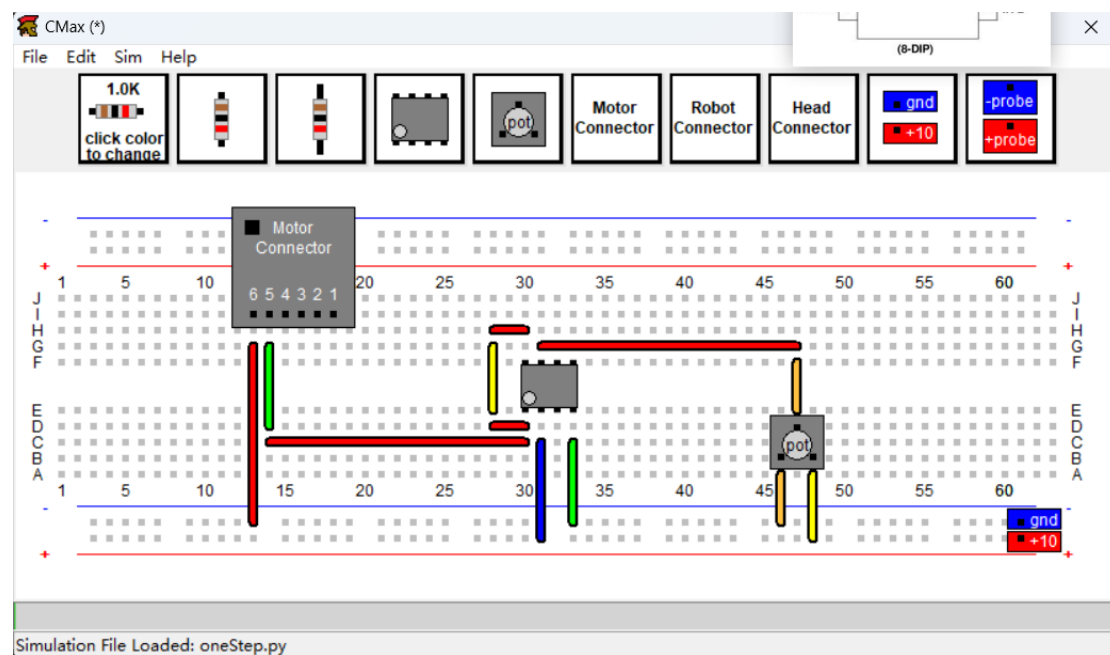 CMax (*)
(8-DIP)
File Edit Sim Help
1.0K
click color
to change
pot
Motor
Connector
Robot
Connector
Head
Connector
gnd
+10
-probe
+probe
Motor
Connector
6 5 4 3 2 1
- -
+ +
1 5 10 20 25 30 35 40 45 50 55 60
J J
I I
H H
G G
F F
E E
D D
C C
B B
A A
pot
1 5 10 15 20 25 30 35 40 45 50 55 60
- -
gnd
+10
+ +
Simulation File Loaded: oneStep.py